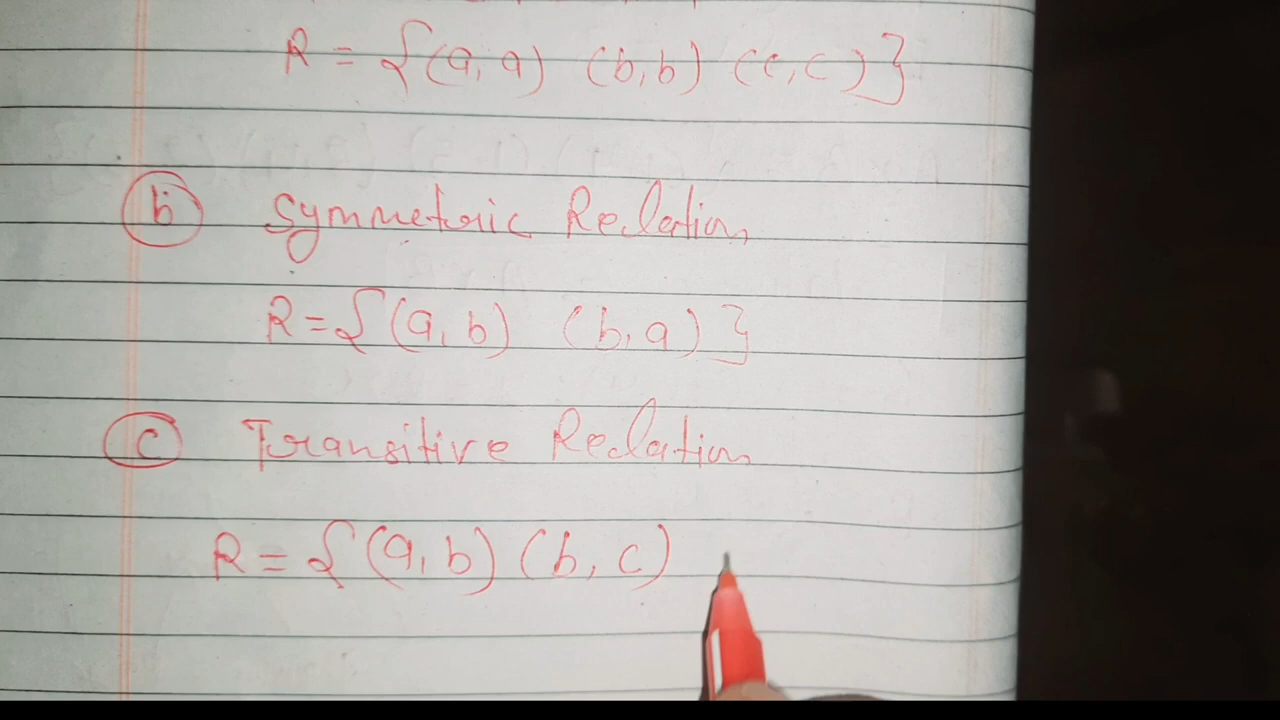 R = {(a, a) (b, b) (c, c)}
b Symmetric Relation
R = {(a, b) (b, a)}
c Transitive Relation
R = {(a, b) (b, c)